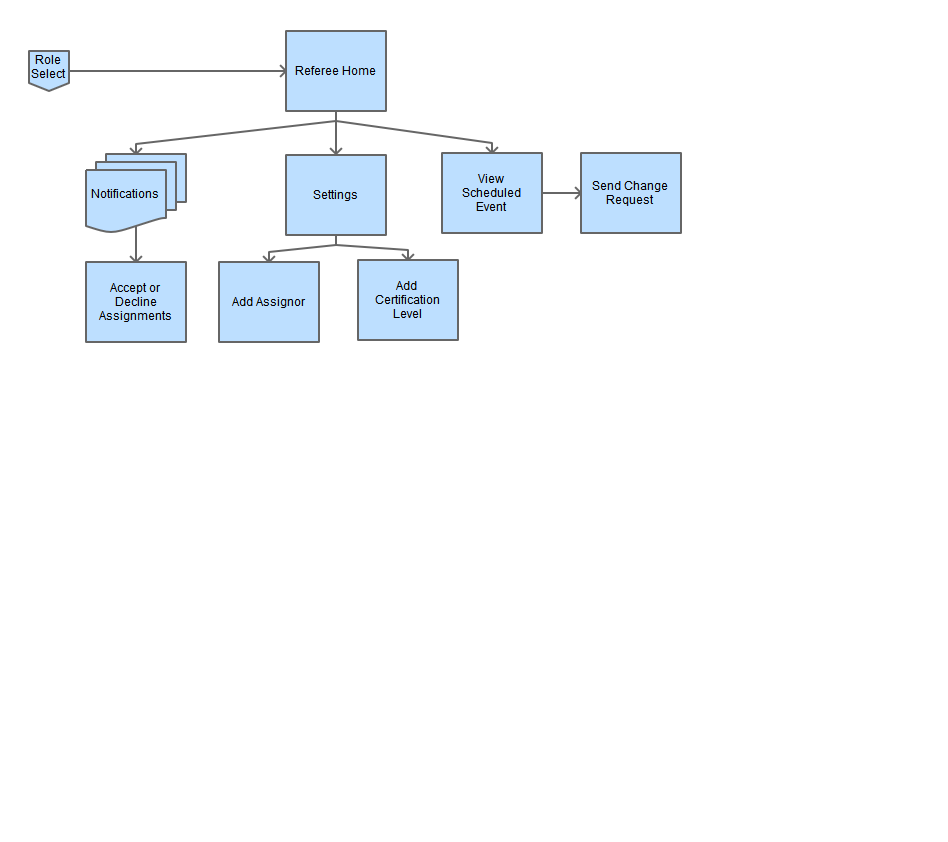 Role
Select
Referee Home
Notifications
Settings
View
Scheduled
Event
Send Change
Request
Accept or
Decline
Assignments
Add Assignor
Add
Certification
Level